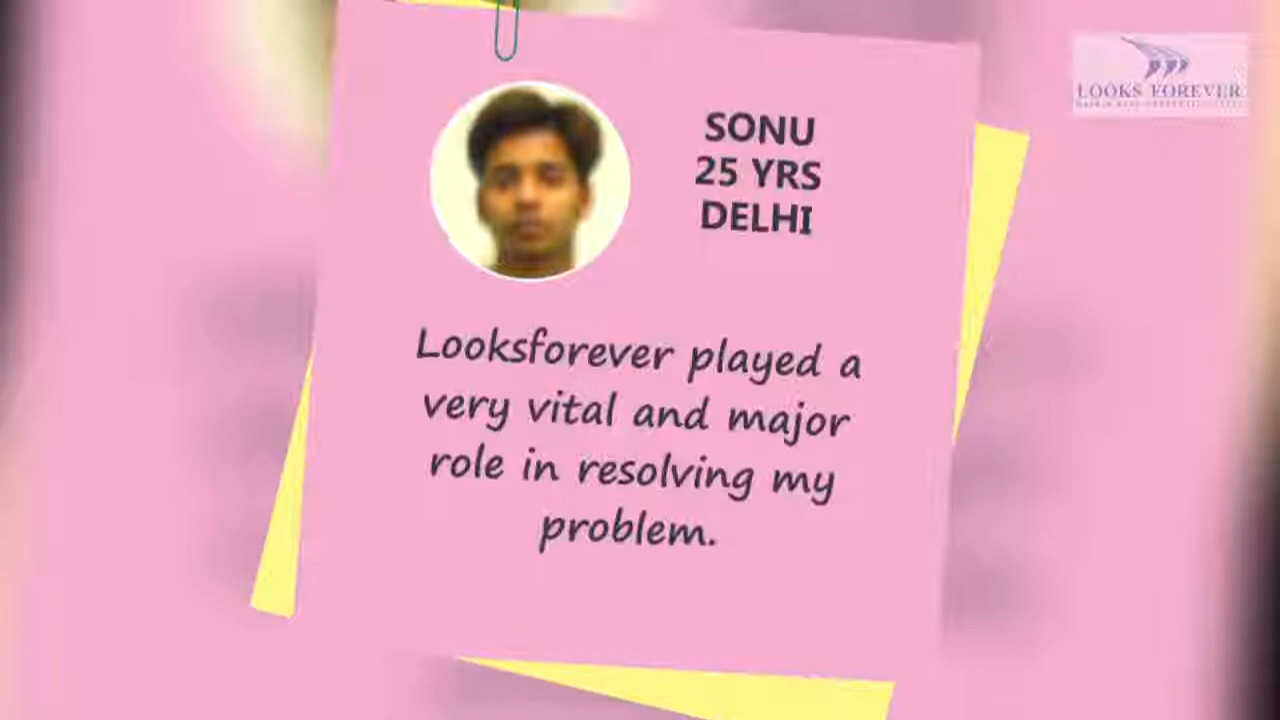 SONU
25 YRS
DELHI
LOOKS FOREVER
Looksforever played a
very vital and major
role in resolving my
problem.